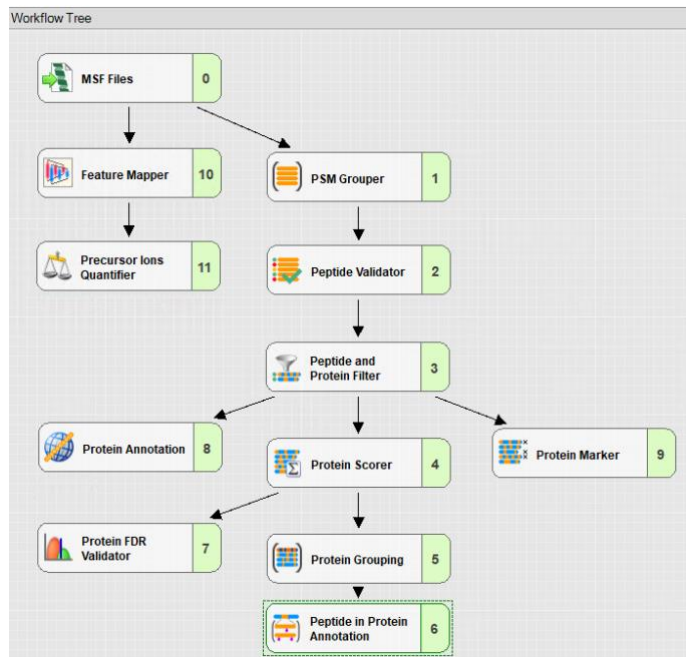 Workflow Tree
MSF Files 0
Feature Mapper 10
PSM Grouper 1
Precursor Ions
Quantifier 11
Peptide Validator 2
Peptide and
Protein Filter 3
Protein Annotation 8
Protein Scorer 4
Protein Marker 9
Protein FDR
Validator 7
Protein Grouping 5
Peptide in Protein
Annotation 6